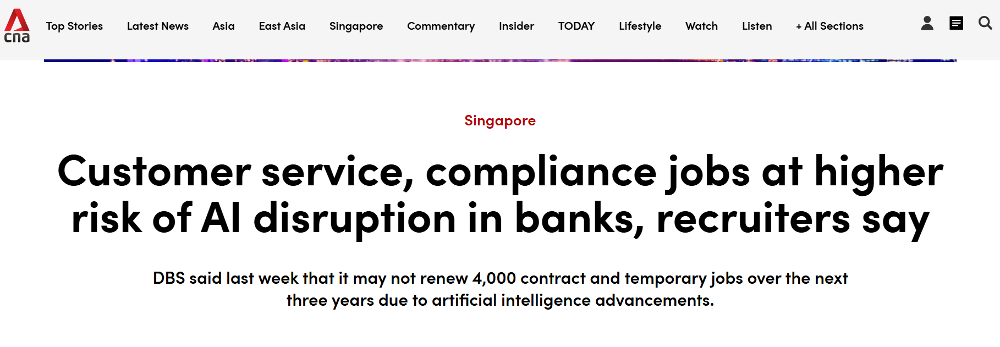 cna
Top Stories Latest News Asia East Asia Singapore Commentary Insider TODAY Lifestyle Watch Listen + All Sections
Singapore
Customer service, compliance jobs at higher
risk of AI disruption in banks, recruiters say
DBS said last week that it may not renew 4,000 contract and temporary jobs over the next
three years due to artificial intelligence advancements.